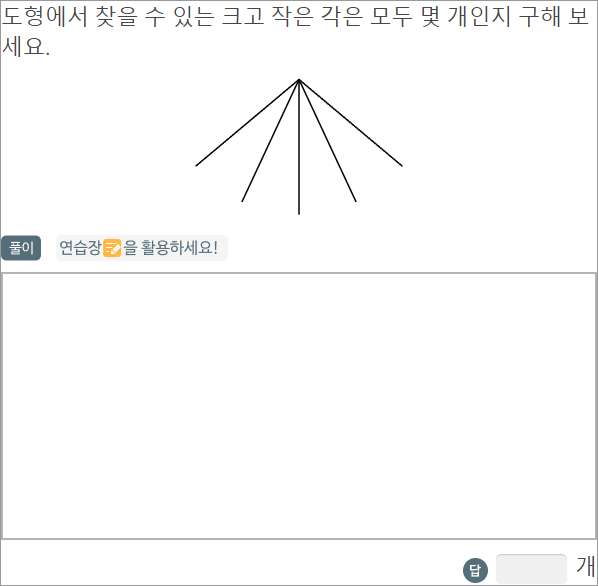 도형에서 찾을 수 있는 크고 작은 각은 모두 몇 개인지 구해 보
세요.
풀이 연습장📝을 활용하세요!
답 개